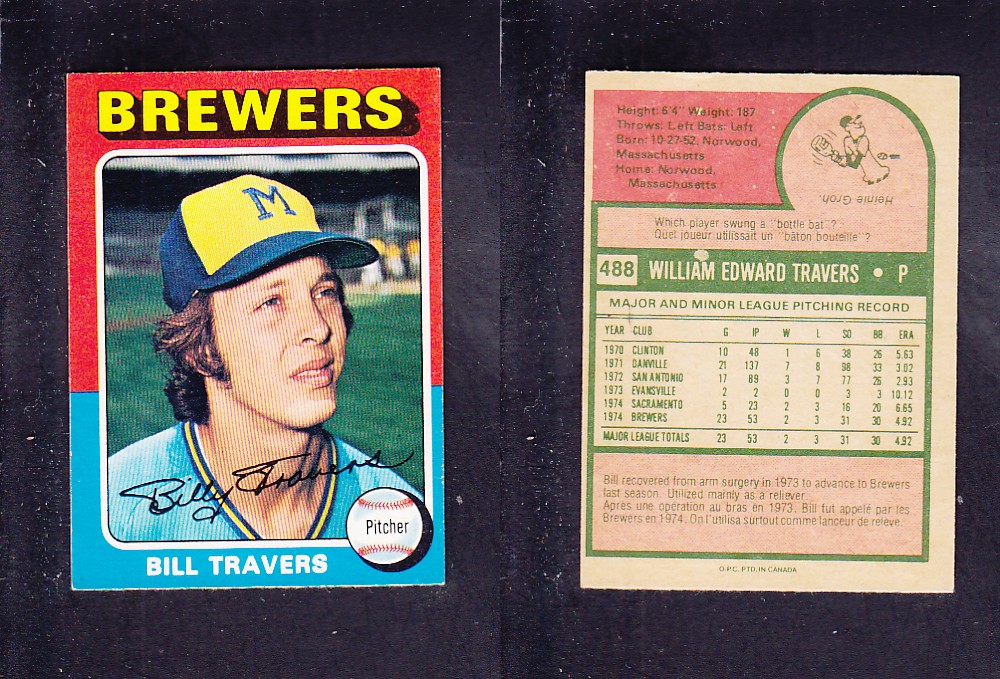 BREWERS
M
Billy Travers
Pitcher
BILL TRAVERS
Height: 6'4" Weight: 187
Throws: Left Bats: Left
Born: 10-27-52, Norwood,
Massachusetts
Home: Norwood,
Massachusetts
Heinie Groh.
Which player swung a "bottle bat"?
Quel joueur utilissait un "bâton bouteille"?
488 WILLIAM EDWARD TRAVERS • P
MAJOR AND MINOR LEAGUE PITCHING RECORD
YEAR CLUB G IP W L SO BB ERA
1970 CLINTON 10 48 1 6 38 26 5.63
1971 DANVILLE 21 137 7 8 98 33 3.02
1972 SAN ANTONIO 17 89 3 7 77 26 2.93
1973 EVANSVILLE 2 2 0 0 3 3 10.12
1974 SACRAMENTO 5 23 2 3 16 20 6.65
1974 BREWERS 23 53 2 3 31 30 4.92
MAJOR LEAGUE TOTALS 23 53 2 3 31 30 4.92
Bill recovered from arm surgery in 1973 to advance to Brewers
last season. Utilized mainly as a reliever.
Apres une operation au bras en 1973, Bill fut appelé par les
Brewers en 1974. On l'utilisa surtout comme lanceur de relève.
O.P.C. PTD. IN CANADA